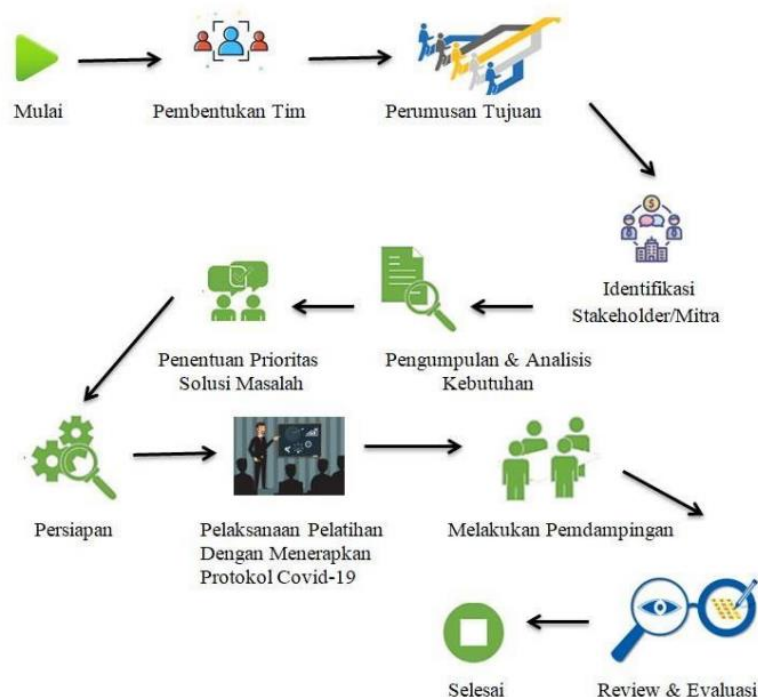 Mulai
Pembentukan Tim
Perumusan Tujuan
Identifikasi
Stakeholder/Mitra
Pengumpulan & Analisis
Kebutuhan
Penentuan Prioritas
Solusi Masalah
Persiapan
Pelaksanaan Pelatihan
Dengan Menerapkan
Protokol Covid-19
Melakukan Pemdampingan
Review & Evaluasi
Selesai